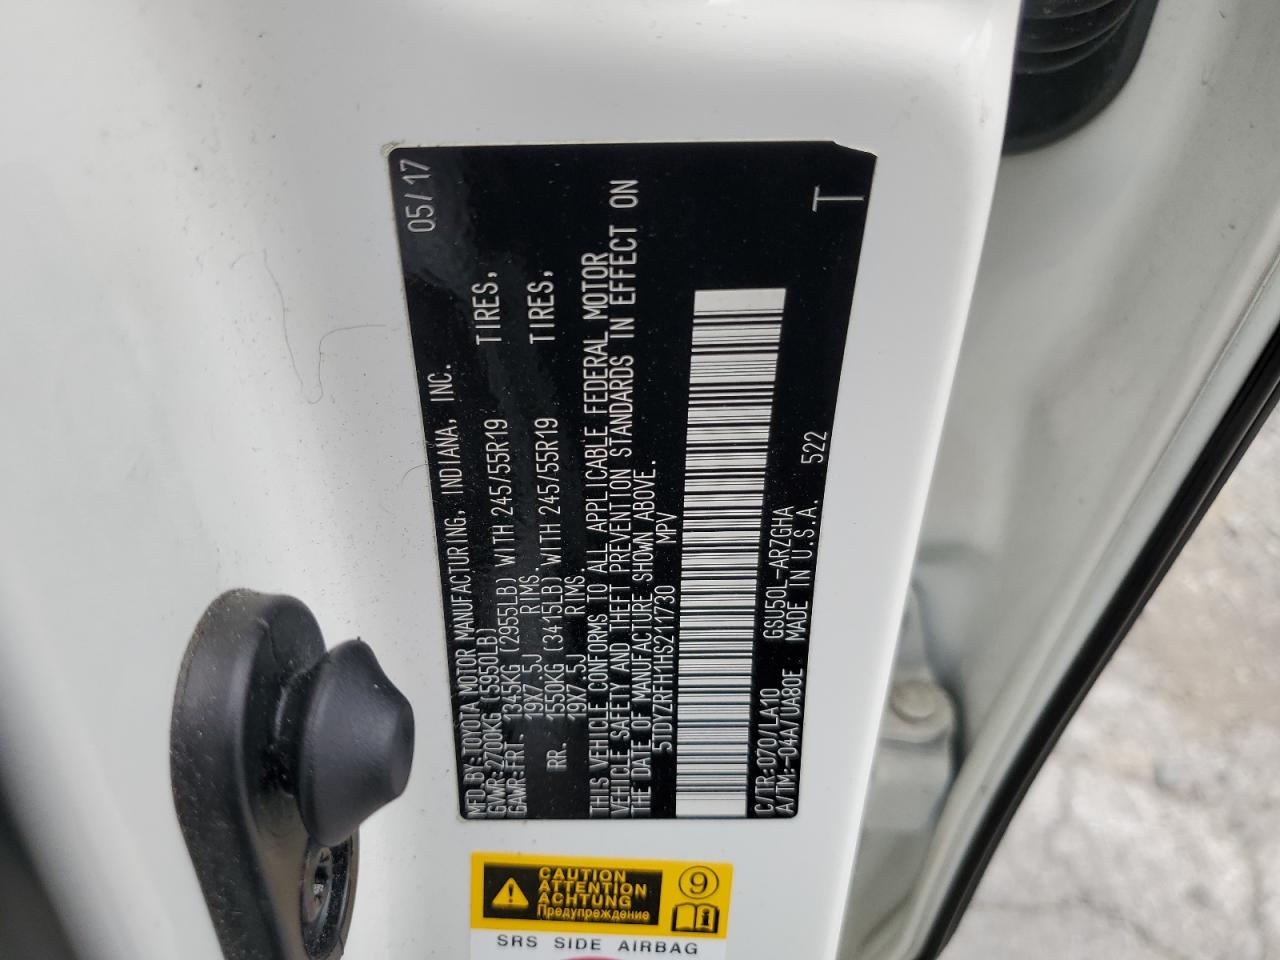 05/17
MFD.BY:TOYOTA MOTOR MANUFACTURING, INDIANA, INC.
GVWR:2700KG (5950LB)
GAWR:FRT. 1345KG (2955LB) WITH 245/55R19 TIRES,
19X7.5J RIMS.
RR. 1550KG (3415LB) WITH 245/55R19 TIRES,
19X7.5J RIMS.
THIS VEHICLE CONFORMS TO ALL APPLICABLE FEDERAL MOTOR
VEHICLE SAFETY AND THEFT PREVENTION STANDARDS IN EFFECT ON
THE DATE OF MANUFACTURE SHOWN ABOVE.
5TDYZRFH1HS211730 MPV
C/TR:070/LA10 GSU50L-ARZGHA
A/TM:-04A/UA80E MADE IN U.S.A. 522
T
CAUTION
ATTENTION
ACHTUNG
Предупреждение
9
SRS SIDE AIRBAG